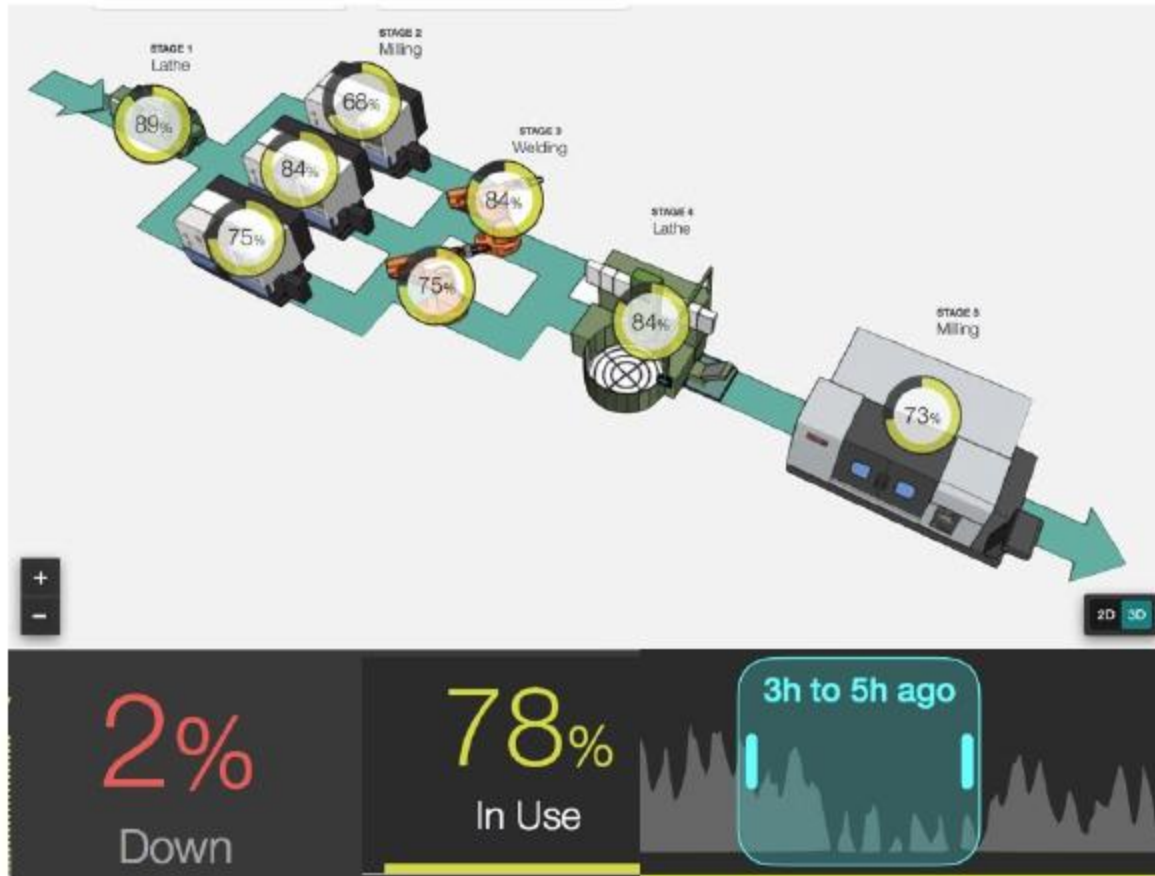 STAGE 1
Lathe
89%
STAGE 2
Milling
68%
84%
75%
STAGE 3
Welding
84%
75%
STAGE 4
Lathe
84%
STAGE 5
Milling
73%
+
−
2D 3D
2%
Down
78%
In Use
3h to 5h ago